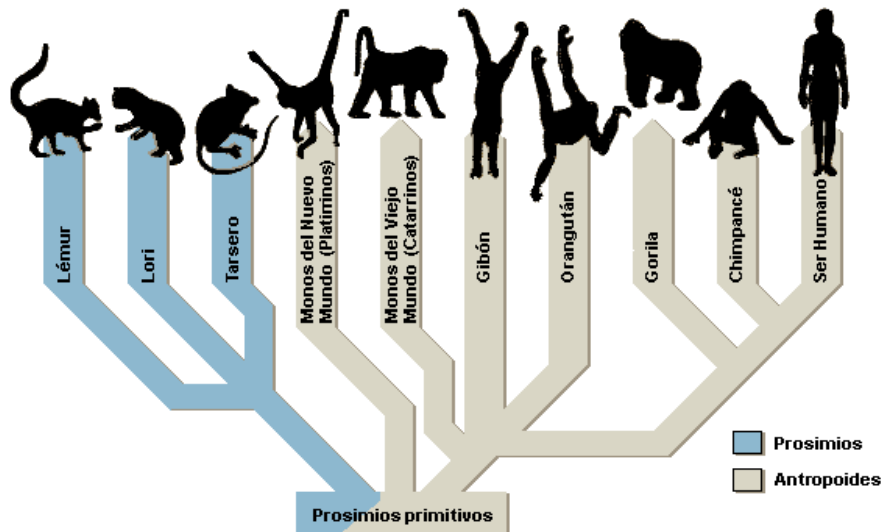 Lémur
Lori
Tarsero
Monos del Nuevo
Mundo (Platirrinos)
Monos del Viejo
Mundo (Catarrinos)
Gibón
Orangután
Gorila
Chimpancé
Ser Humano
Prosimios
Antropoides
Prosimios primitivos